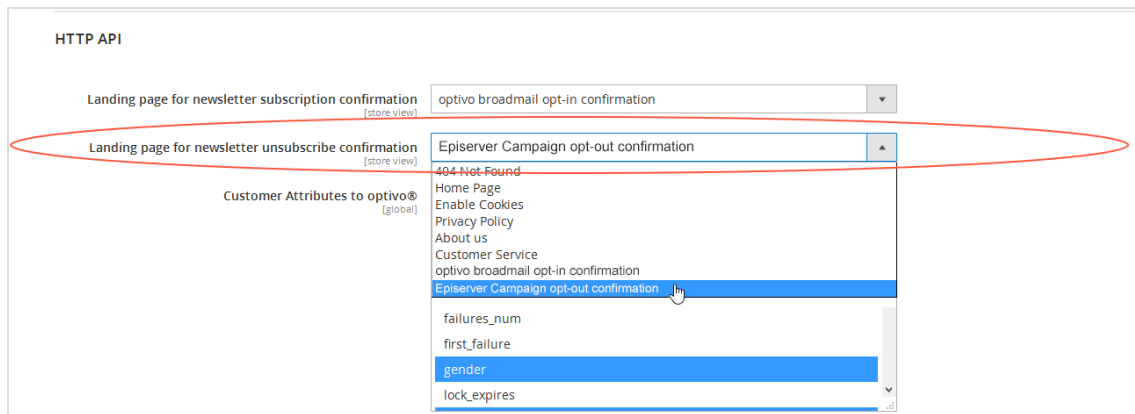 HTTP API
Landing page for newsletter subscription confirmation optivo broadmail opt-in confirmation
[store view]
Landing page for newsletter unsubscribe confirmation Episerver Campaign opt-out confirmation
[store view]
404 Not Found
Home Page
Customer Attributes to optivo®
[global]
Enable Cookies
Privacy Policy
About us
Customer Service
optivo broadmail opt-in confirmation
Episerver Campaign opt-out confirmation
failures_num
first_failure
gender
lock_expires